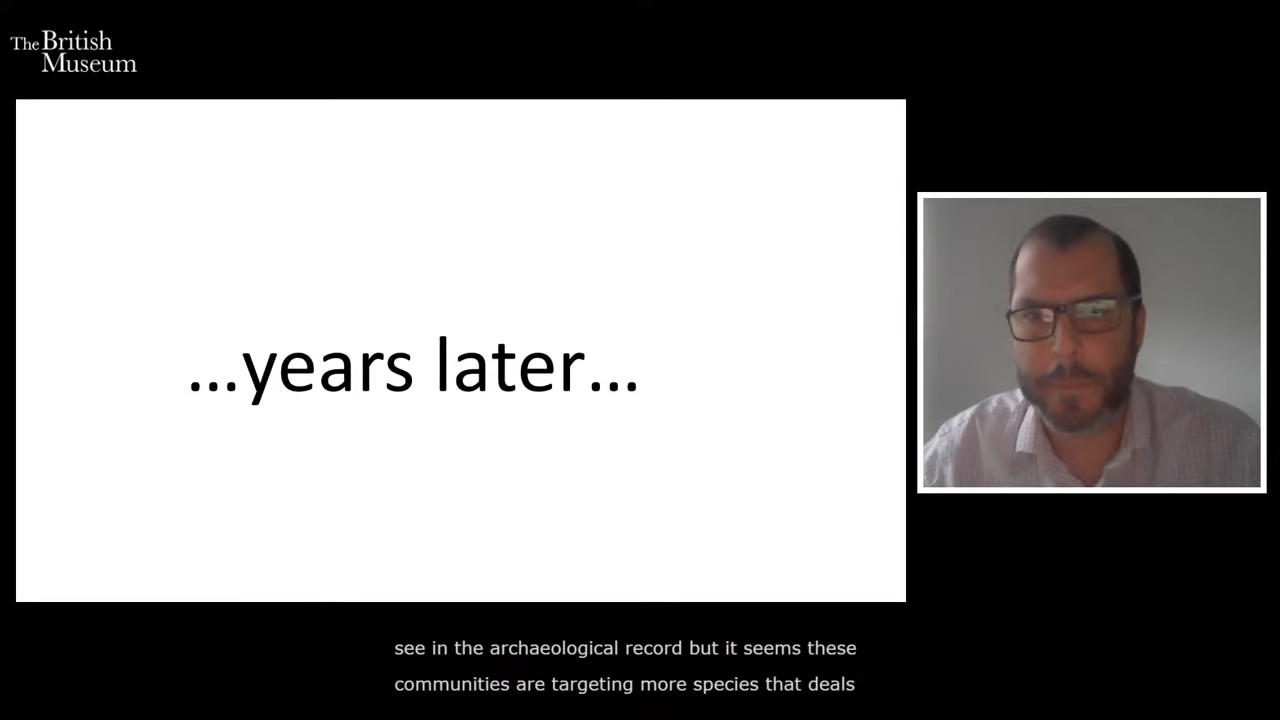 The British
Museum
...years later...
see in the archaeological record but it seems these
communities are targeting more species that deals